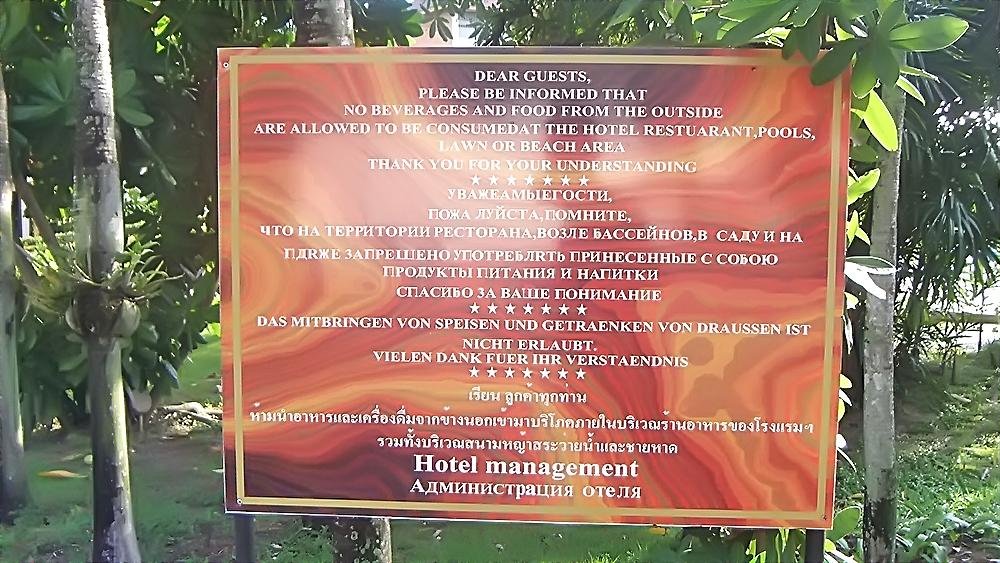 DEAR GUESTS,
PLEASE BE INFORMED THAT
NO BEVERAGES AND FOOD FROM THE OUTSIDE
ARE ALLOWED TO BE CONSUMEDAT THE HOTEL RESTUARANT,POOLS,
LAWN OR BEACH AREA
THANK YOU FOR YOUR UNDERSTANDING
★ ★ ★ ★ ★ ★ ★
УВАЖЕАМЫЕГОСТИ,
ПОЖА ЛУЙСТА,ПОМНИТЕ,
ЧТО НА ТЕРРИТОРИИ РЕСТОРАНА,ВОЗЛЕ БАССЕЙНОВ,В САДУ И НА
ПДЯЖЕ ЗАПРЕШЕНО УПОТРЕБЛЯТЬ ПРИНЕСЕННЫЕ С СОБОЮ
ПРОДУКТЫ ПИТАНИЯ И НАПИТКИ
СПАСИБО ЗА ВАШЕ ПОНИМАНИЕ
★ ★ ★ ★ ★ ★ ★
DAS MITBRINGEN VON SPEISEN UND GETRAENKEN VON DRAUSSEN IST
NICHT ERLAUBT.
VIELEN DANK FUER IHR VERSTAENDNIS
★ ★ ★ ★ ★ ★ ★
เรียน ลูกค้าทุกท่าน
ห้ามนำอาหารและเครื่องดื่มจากข้างนอกเข้ามาบริโภคภายในบริเวณร้านอาหารของโรงแรมฯ
รวมทั้งบริเวณสนามหญ้าสระว่ายน้ำและชายหาด
Hotel management
Администрация отеля